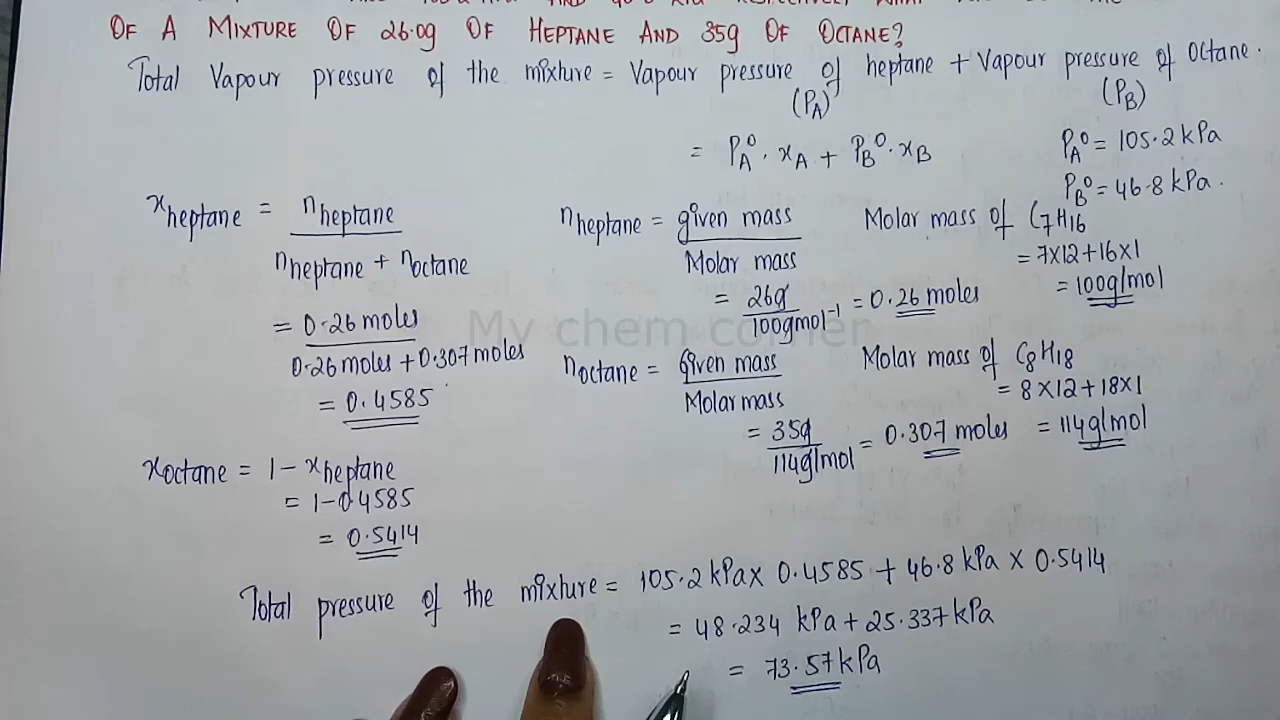 OF A MIXTURE OF 26.0g OF HEPTANE AND 35g OF OCTANE?
Total Vapour pressure of the mixture = Vapour pressure of heptane + Vapour pressure of octane.
(PA) (PB)
= PA⁰ . xA + PB⁰ . xB
PA⁰ = 105.2 kPa
PB⁰ = 46.8 kPa.
xheptane = nheptane
nheptane + noctane
= 0.26 moles
0.26 moles + 0.307 moles
= 0.4585
nheptane = given mass
Molar mass
= 26g
100gmol⁻¹ = 0.26 moles
Molar mass of C7H16
= 7x12+16x1
= 100g/mol
My chem corner
noctane = Given mass
Molar mass
= 35g
114g/mol = 0.307 moles
Molar mass of C8H18
= 8x12+18x1
= 114g/mol
xoctane = 1 - xheptane
= 1-0.4585
= 0.5414
Total pressure of the mixture = 105.2 kPa x 0.4585 + 46.8 kPa x 0.5414
= 48.234 kPa + 25.337 kPa
= 73.57 kPa